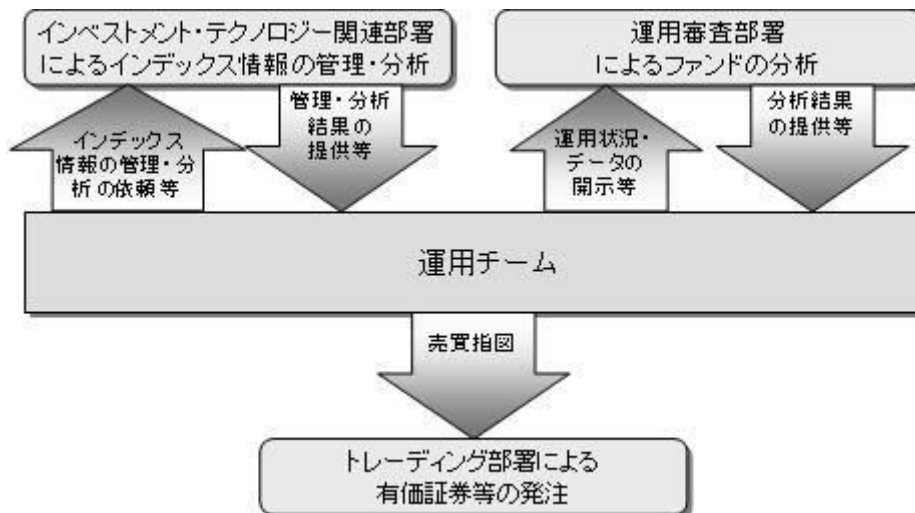 インベストメント・テクノロジー関連部署
によるインデックス情報の管理・分析
運用審査部署
によるファンドの分析
インデックス
情報の管理・分
析の依頼等
管理・分析
結果の
提供等
運用状況・
データの
開示等
分析結果
の提供等
運用チーム
売買指図
トレーディング部署による
有価証券等の発注